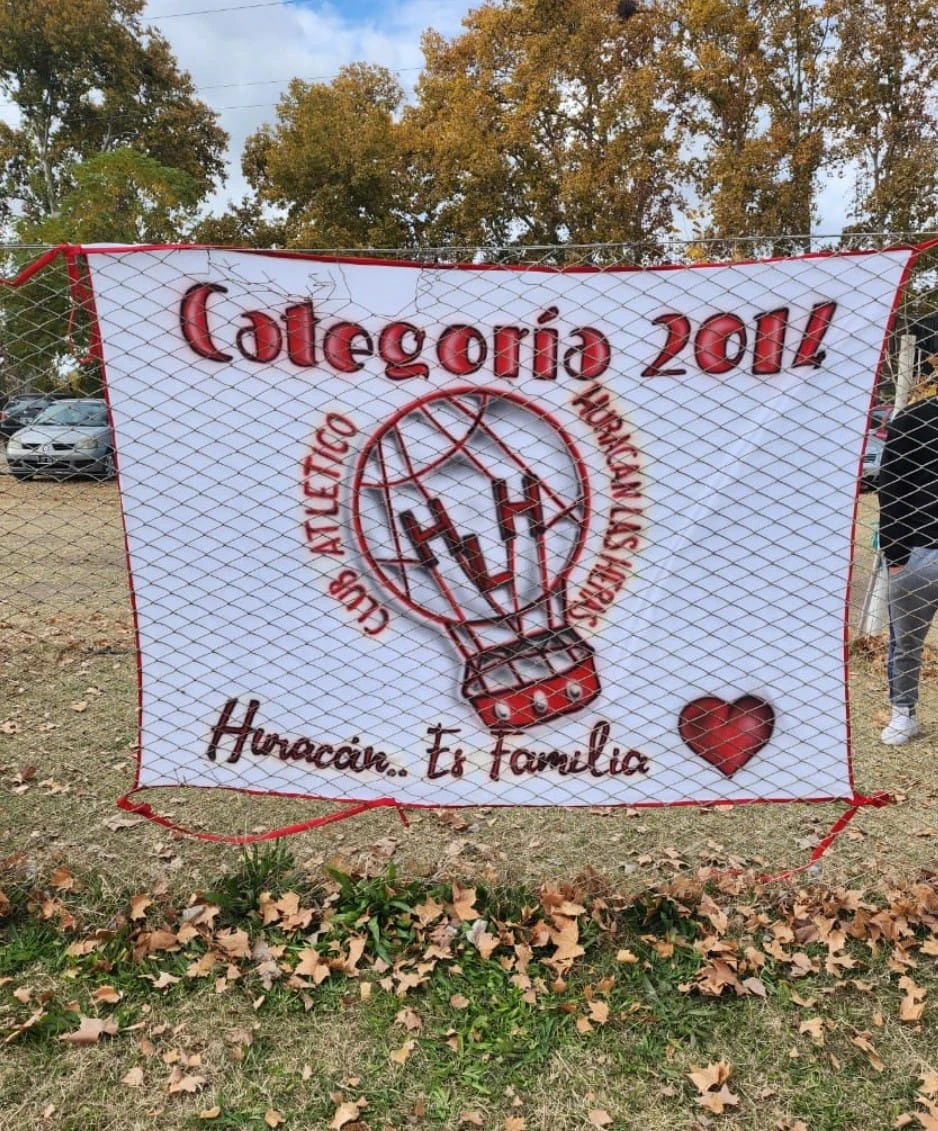 Categoría 2014
CLUB ATLETICO
HURACAN LAS HERAS
HLH
Huracán.. Es Familia